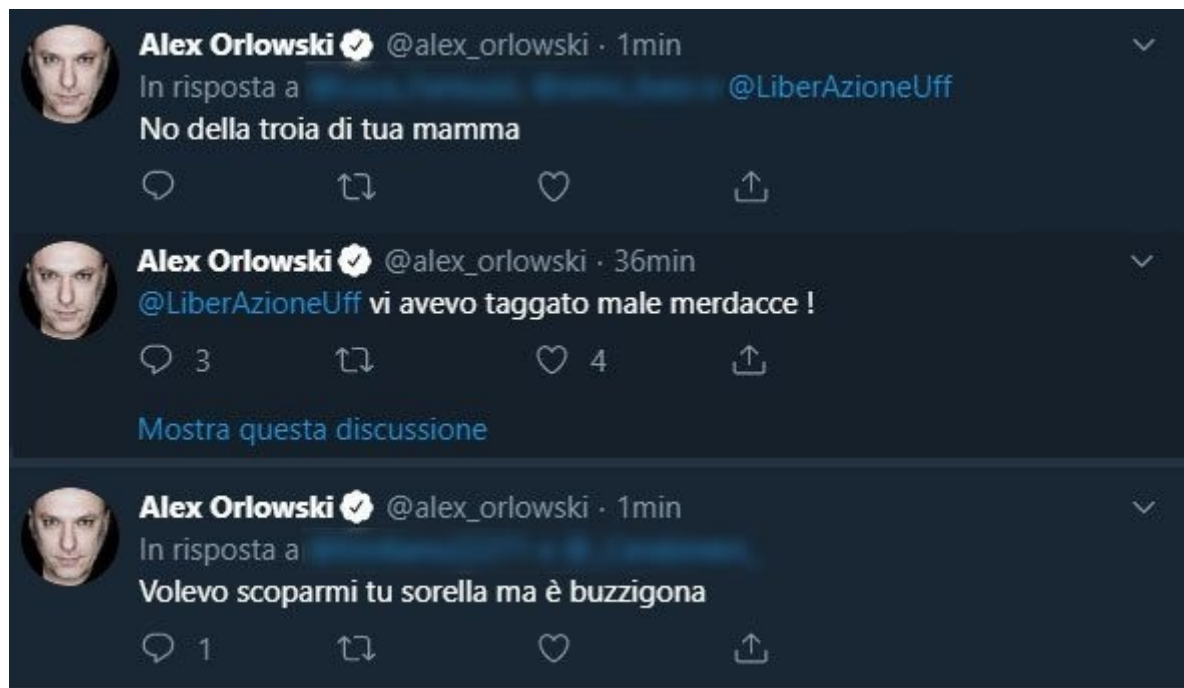 Alex Orlowski @alex_orlowski · 1min
In risposta a @LiberAzioneUff
No della troia di tua mamma
Alex Orlowski @alex_orlowski · 36min
@LiberAzioneUff vi avevo taggato male merdacce !
3 4
Mostra questa discussione
Alex Orlowski @alex_orlowski · 1min
In risposta a
Volevo scoparmi tu sorella ma è buzzigona
1